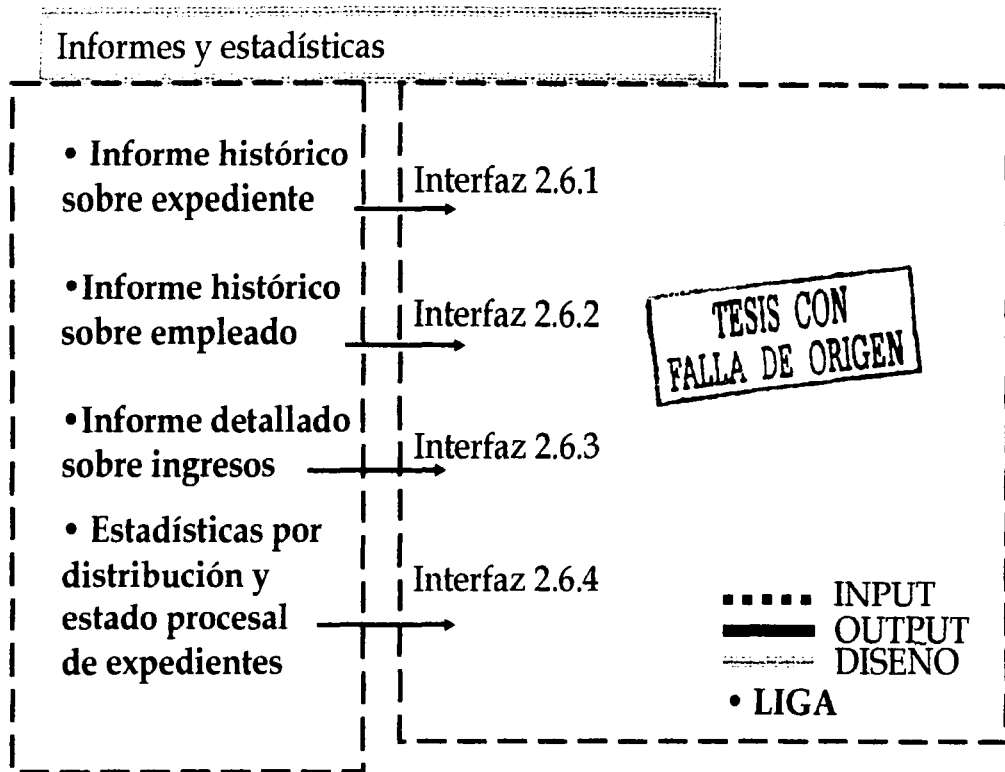 Informes y estadísticas
• Informe histórico
sobre expediente
Interfaz 2.6.1
•Informe histórico
sobre empleado
Interfaz 2.6.2
TESIS CON
FALLA DE ORIGEN
•Informe detallado
sobre ingresos
Interfaz 2.6.3
• Estadísticas por
distribución y
estado procesal
de expedientes
Interfaz 2.6.4
INPUT
OUTPUT
DISENO
• LIGA